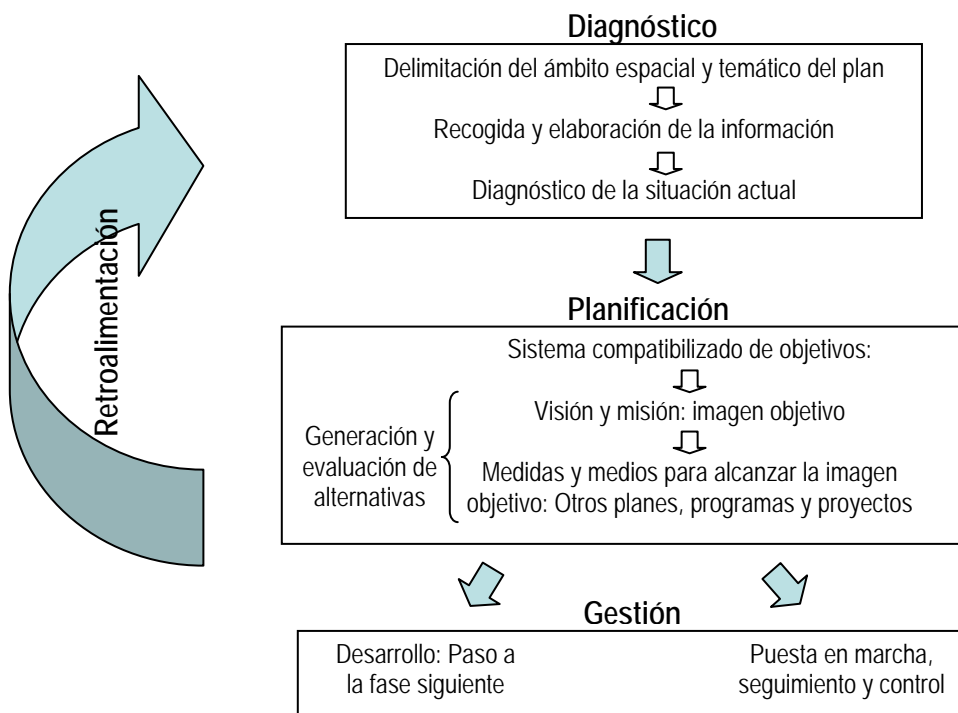 Diagnóstico
Delimitación del ámbito espacial y temático del plan
Recogida y elaboración de la información
Diagnóstico de la situación actual
Retroalimentación
Planificación
Sistema compatibilizado de objetivos:
Visión y misión: imagen objetivo
Generación y
evaluación de
alternativas
Medidas y medios para alcanzar la imagen
objetivo: Otros planes, programas y proyectos
Gestión
Desarrollo: Paso a
la fase siguiente
Puesta en marcha,
seguimiento y control